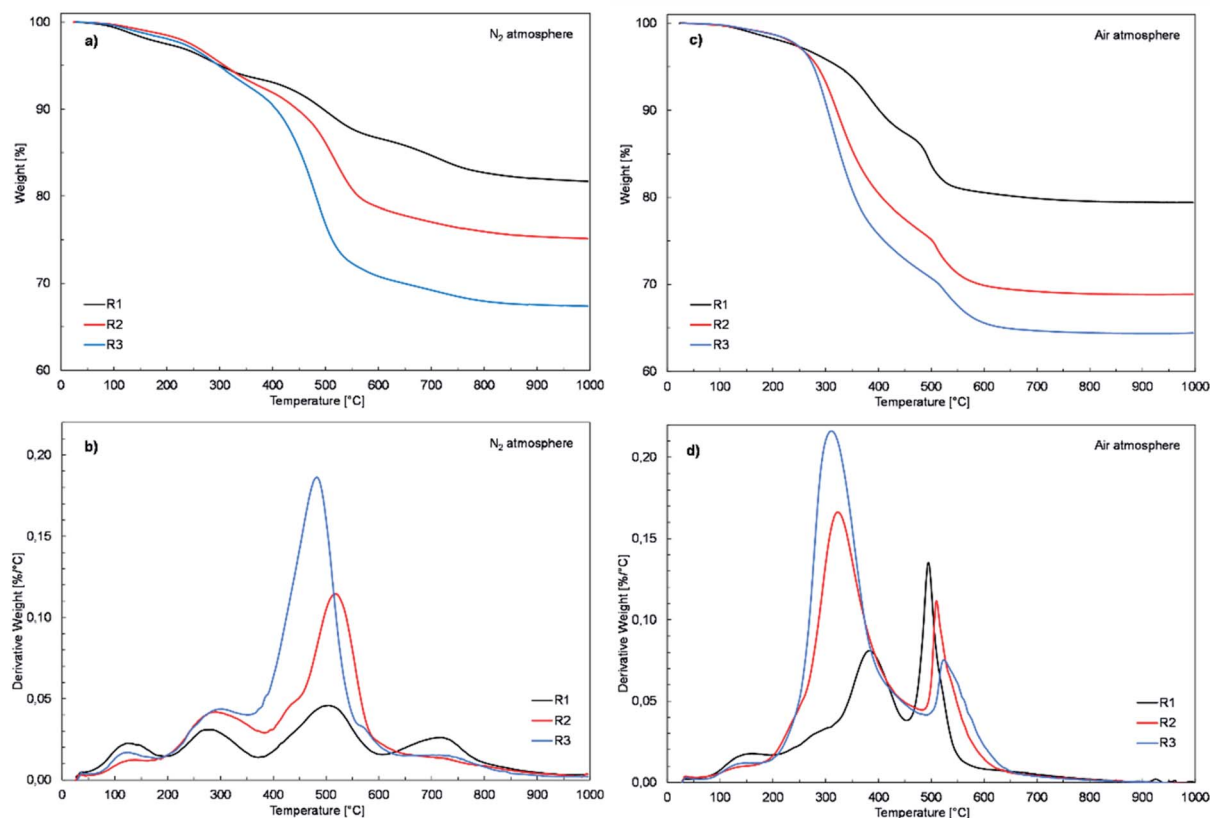 a)
N2 atmosphere
100
90
80
70
60
Weight [%]
R1
R2
R3
0 100 200 300 400 500 600 700 800 900 1000
Temperature [°C]
c)
Air atmosphere
100
90
80
70
60
Weight [%]
R1
R2
R3
0 100 200 300 400 500 600 700 800 900 1000
Temperature [°C]
b)
N2 atmosphere
0,20
0,15
0,10
0,05
0,00
Derivative Weight [%/°C]
R1
R2
R3
0 100 200 300 400 500 600 700 800 900 1000
Temperature [°C]
d)
Air atmosphere
0,20
0,15
0,10
0,05
0,00
Derivative Weight [%/°C]
R1
R2
R3
0 100 200 300 400 500 600 700 800 900 1000
Temperature [°C]